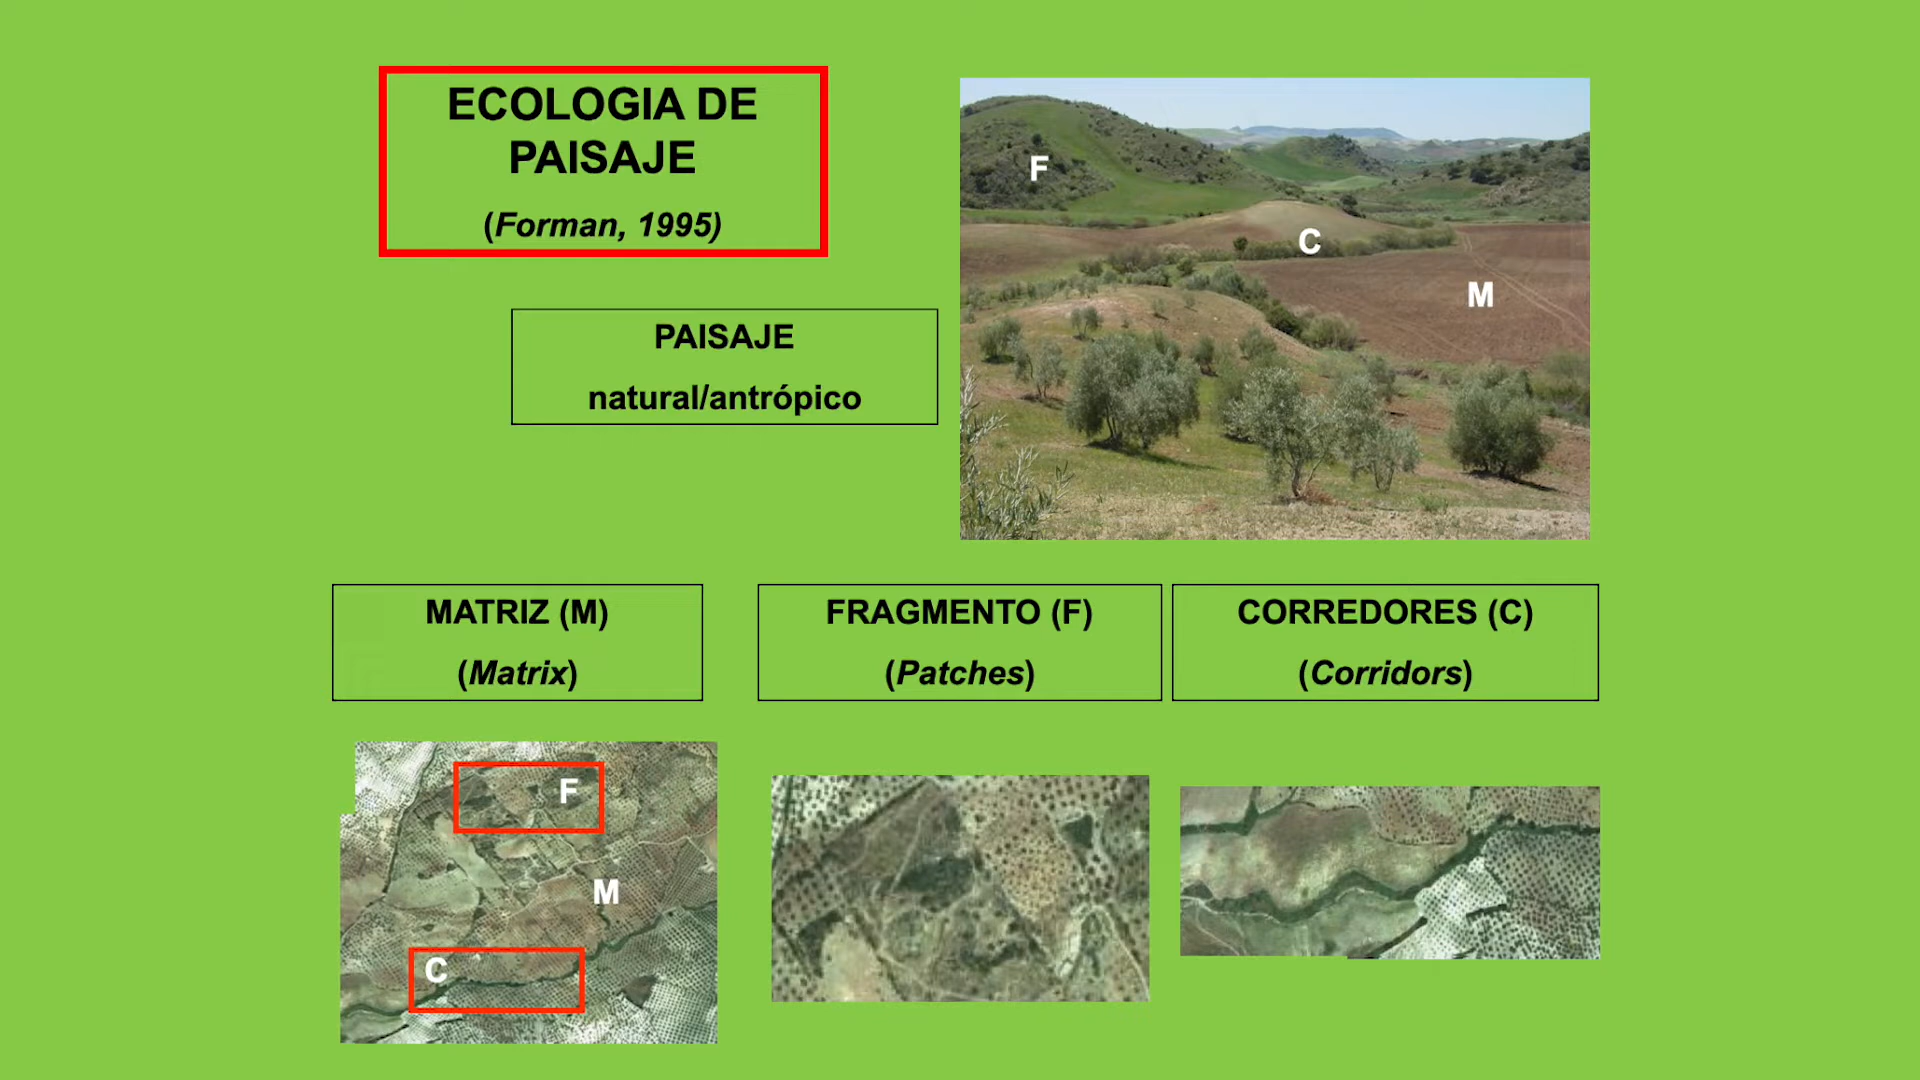 ECOLOGIA DE
PAISAJE
(Forman, 1995)
PAISAJE
natural/antrópico
F
C
M
MATRIZ (M)
(Matrix)
FRAGMENTO (F)
(Patches)
CORREDORES (C)
(Corridors)
F
M
C